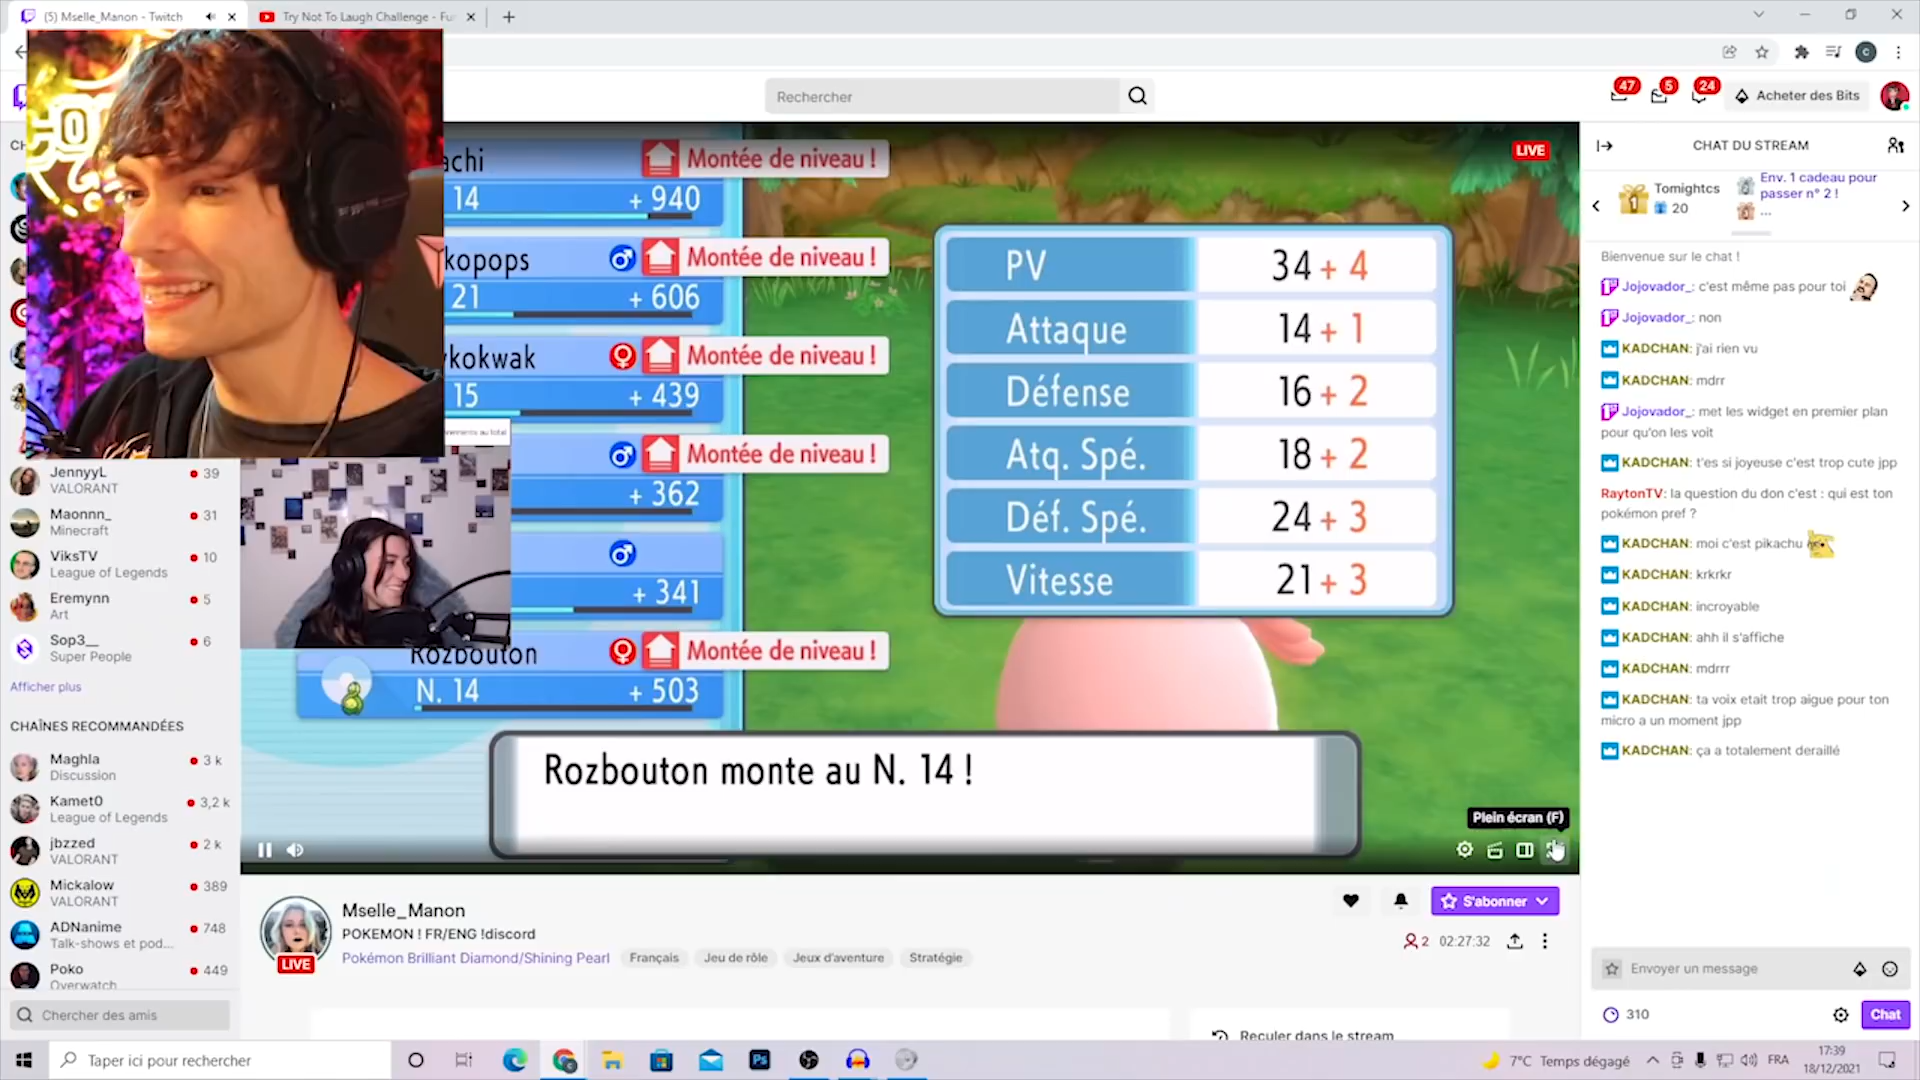 (5) Mselle_Manon - Twitch
Try Not To Laugh Challenge - Fu
Rechercher
47
5
24
Acheter des Bits
achi
Montée de niveau !
14
+ 940
kopops
Montée de niveau !
21
+ 606
kokwak
Montée de niveau !
15
+ 439
Montée de niveau !
+ 362
+ 341
Rozbouton
Montée de niveau !
N. 14
+ 503
LIVE
PV
34 + 4
Attaque
14 + 1
Défense
16 + 2
Atq. Spé.
18 + 2
Déf. Spé.
24 + 3
Vitesse
21 + 3
Rozbouton monte au N. 14 !
Plein écran (F)
JennyyL
39
VALORANT
Maonnn_
31
Minecraft
ViksTV
10
League of Legends
Eremynn
5
Art
Sop3__
6
Super People
Afficher plus
CHAÎNES RECOMMANDÉES
Maghla
3 k
Discussion
Kamet0
3,2 k
League of Legends
jbzzed
2 k
VALORANT
Mickalow
389
VALORANT
ADNanime
748
Talk-shows et pod...
Poko
449
Overwatch
Chercher des amis
Mselle_Manon
POKEMON ! FR/ENG !discord
Pokémon Brilliant Diamond/Shining Pearl
Français
Jeu de rôle
Jeux d'aventure
Stratégie
LIVE
S'abonner
2
02:27:32
Reculer dans le stream
CHAT DU STREAM
1
Tomightcs
20
Env. 1 cadeau pour
passer n° 2 !
...
Bienvenue sur le chat !
Jojovador_: c'est même pas pour toi
Jojovador_: non
KADCHAN: j'ai rien vu
KADCHAN: mdrr
Jojovador_: met les widget en premier plan
pour qu'on les voit
KADCHAN: t'es si joyeuse c'est trop cute jpp
RaytonTV: la question du don c'est : qui est ton
pokémon pref ?
KADCHAN: moi c'est pikachu
KADCHAN: krkrkr
KADCHAN: incroyable
KADCHAN: ahh il s'affiche
KADCHAN: mdrrr
KADCHAN: ta voix etait trop aigue pour ton
micro a un moment jpp
KADCHAN: ça a totalement deraillé
Envoyer un message
310
Chat
Taper ici pour rechercher
Ps
7°C Temps dégagé
FRA
17:39
18/12/2021